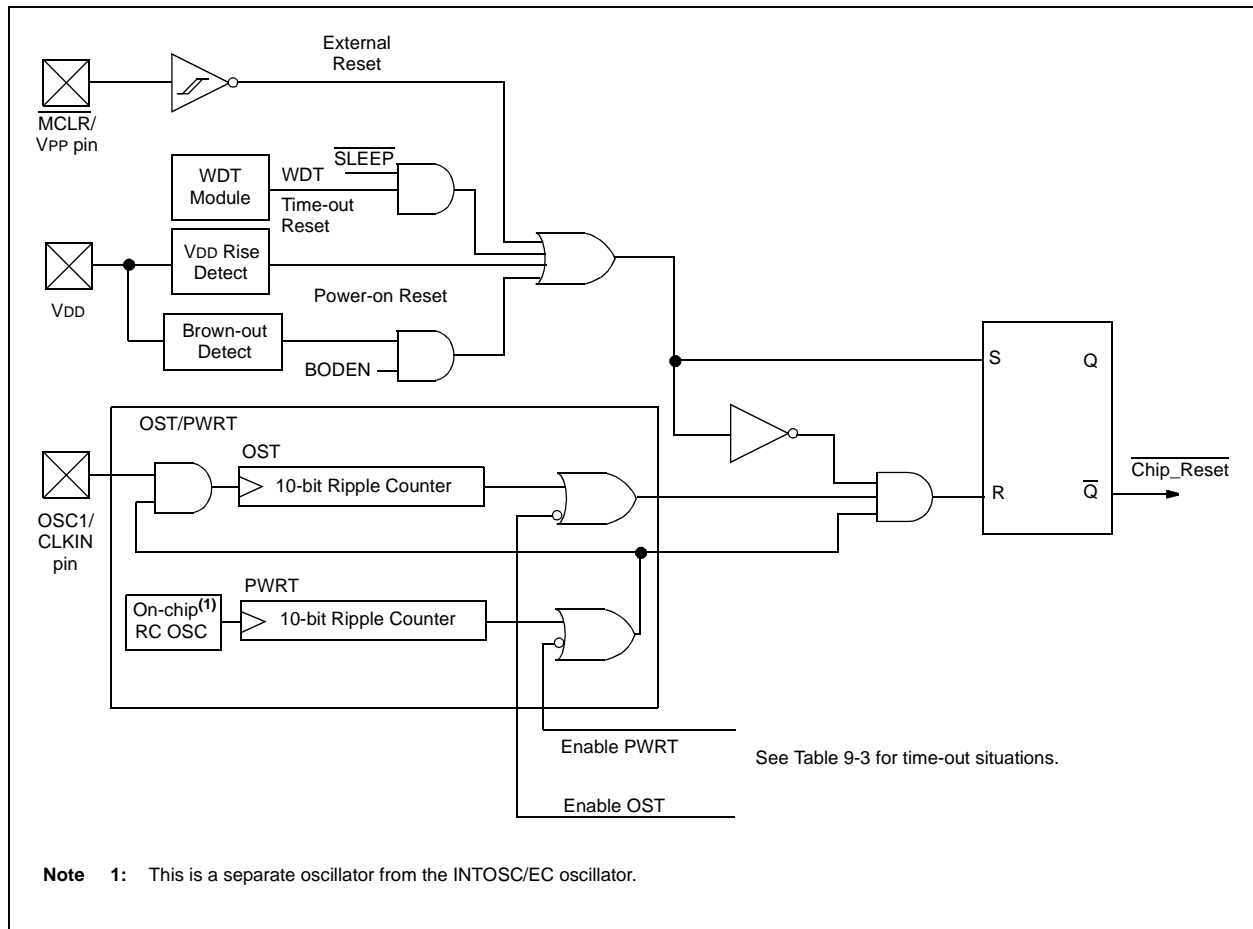 External
Reset
MCLR/
VPP pin
SLEEP
WDT
Module
WDT
Time-out
Reset
VDD
VDD Rise
Detect
Power-on Reset
Brown-out
Detect
BODEN
S
Q
OST/PWRT
OST
10-bit Ripple Counter
OSC1/
CLKIN
pin
R
Q
Chip_Reset
PWRT
On-chip(1)
RC OSC
10-bit Ripple Counter
Enable PWRT
See Table 9-3 for time-out situations.
Enable OST
Note 1: This is a separate oscillator from the INTOSC/EC oscillator.